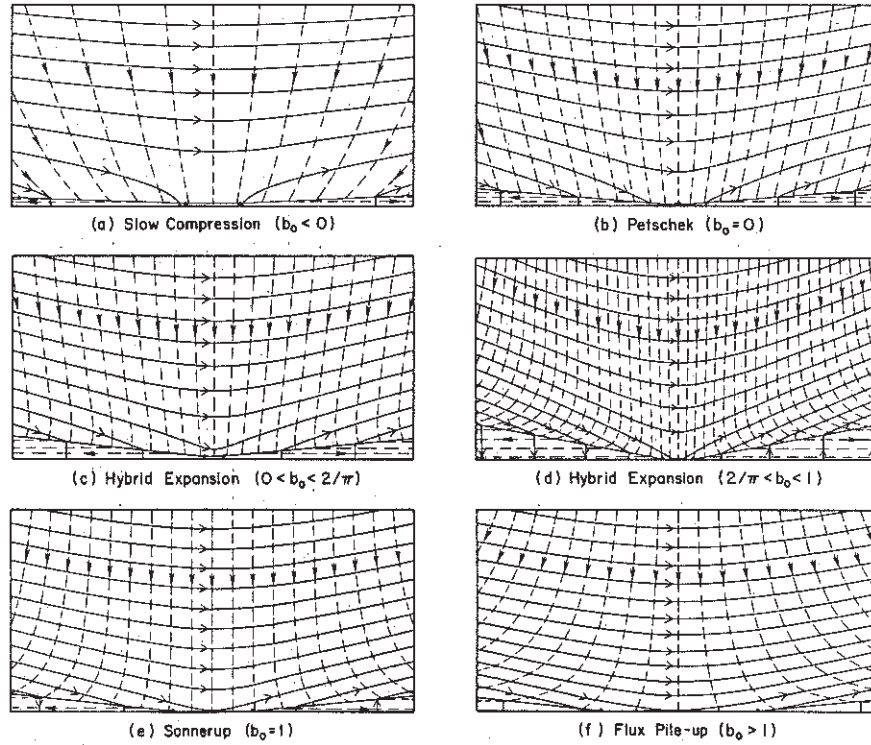 (a) Slow Compression (b₀ < 0)
(b) Petschek (b₀ = 0)
(c) Hybrid Expansion (0 < b₀ < 2/π)
(d) Hybrid Expansion (2/π < b₀ < 1)
(e) Sonnerup (b₀ = 1)
(f) Flux Pile-up (b₀ > 1)